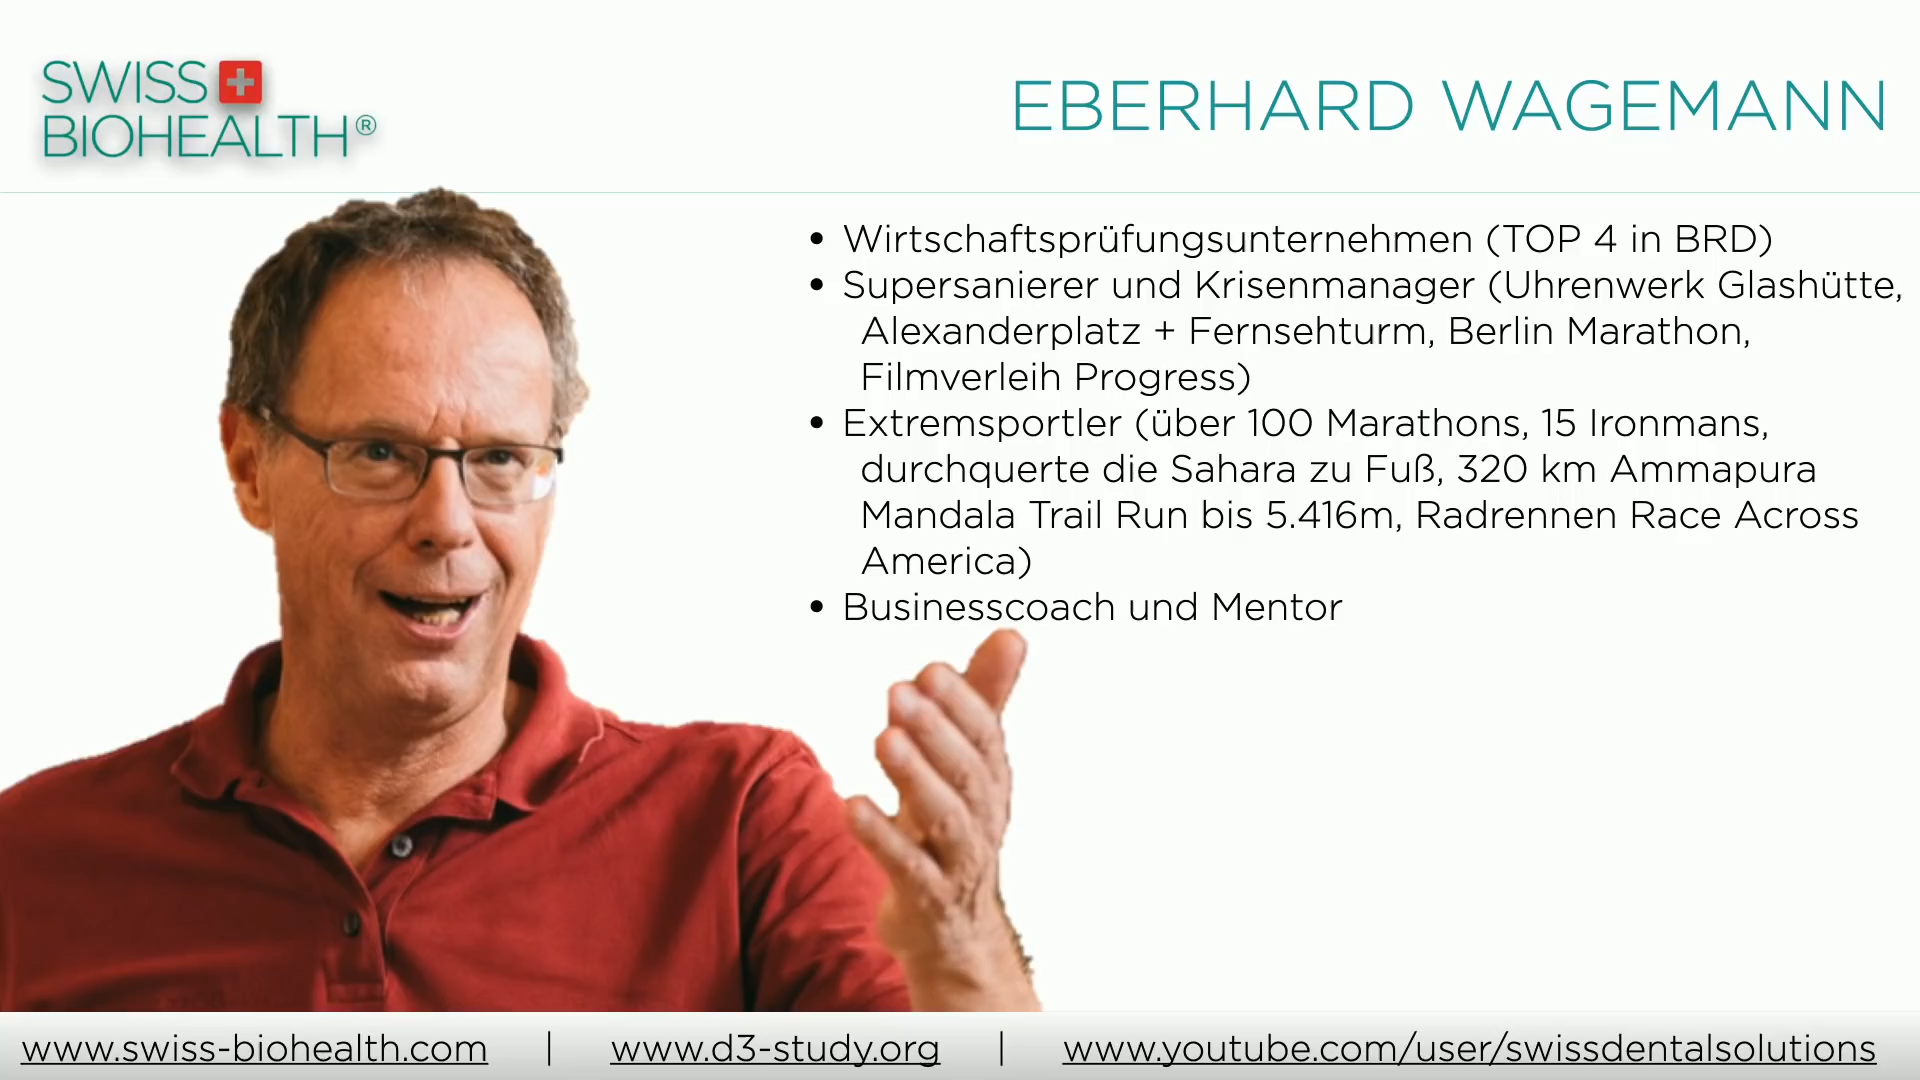 SWISS
BIOHEALTH®
EBERHARD WAGEMANN
• Wirtschaftsprüfungsunternehmen (TOP 4 in BRD)
• Supersanierer und Krisenmanager (Uhrenwerk Glashütte,
Alexanderplatz + Fernsehturm, Berlin Marathon,
Filmverleih Progress)
• Extremsportler (über 100 Marathons, 15 Ironmans,
durchquerte die Sahara zu Fuß, 320 km Ammapura
Mandala Trail Run bis 5.416m, Radrennen Race Across
America)
• Businesscoach und Mentor
www.swiss-biohealth.com | www.d3-study.org | www.youtube.com/user/swissdentalsolutions